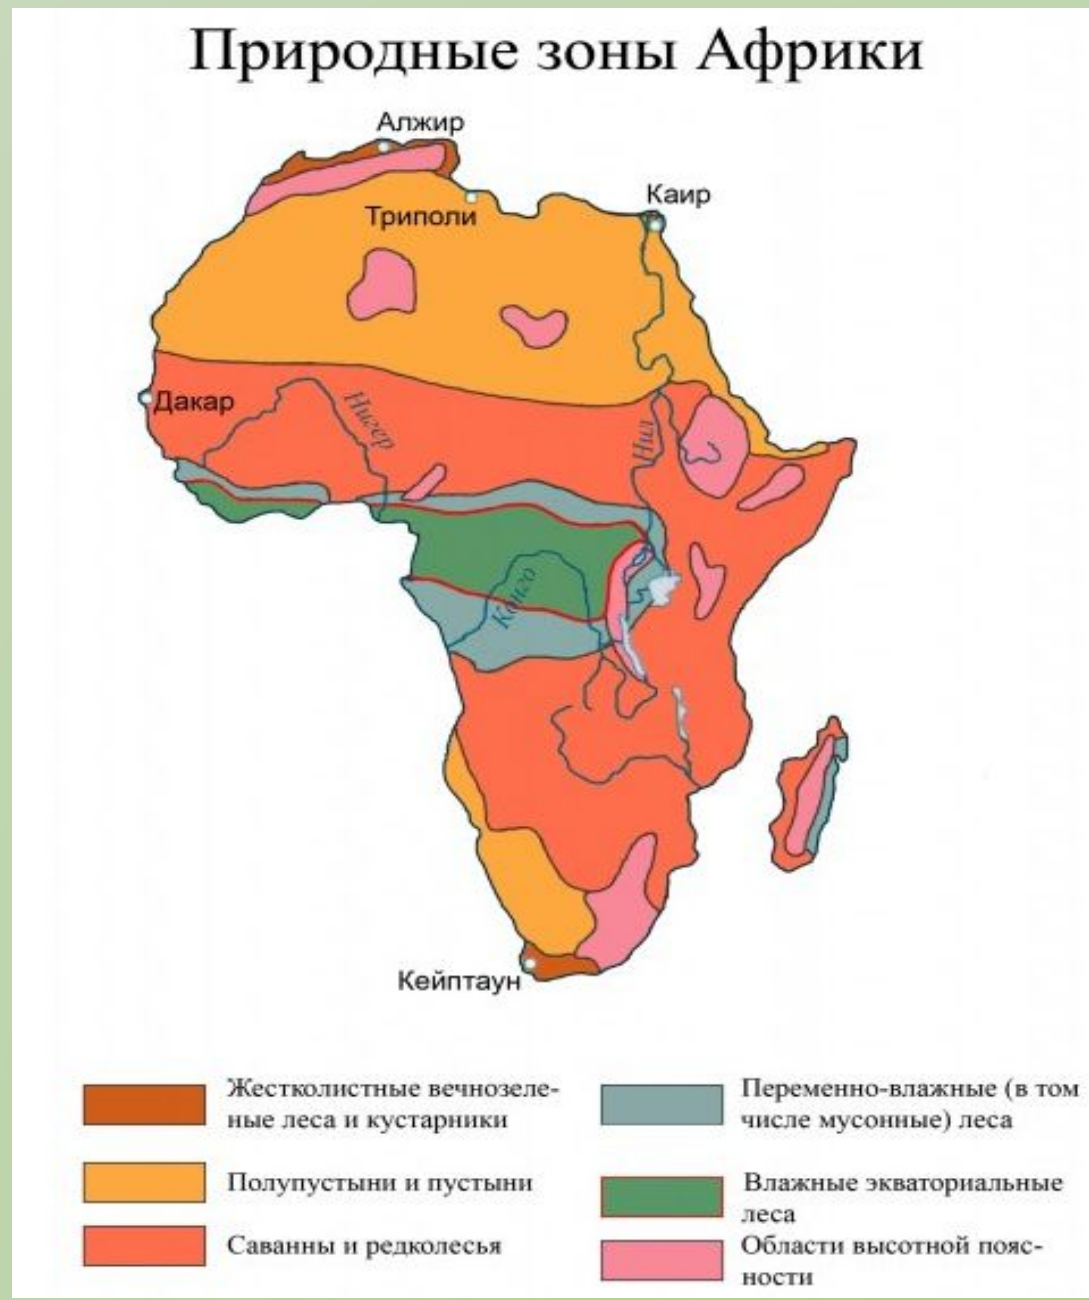 Природные зоны Африки
Алжир
Каир
Триполи
Дакар
Нигер
Нил
Конго
Кейптаун
Жестколистные вечнозеле-
ные леса и кустарники
Полупустыни и пустыни
Саванны и редколесья
Переменно-влажные (в том
числе мусонные) леса
Влажные экваториальные
леса
Области высотной пояс-
ности